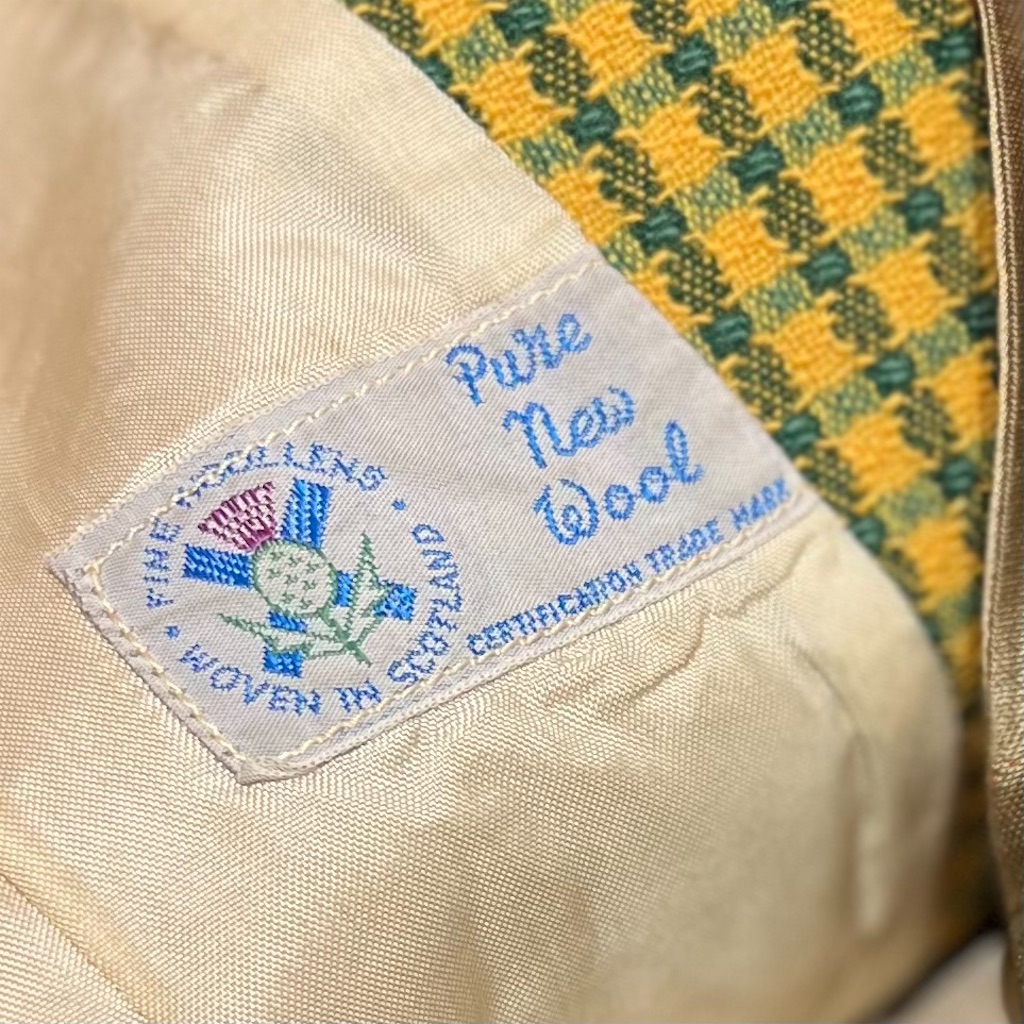 FINE WOOLLENS
WOVEN IN SCOTLAND
Pure
New
Wool
CERTIFICATION TRADE MARK